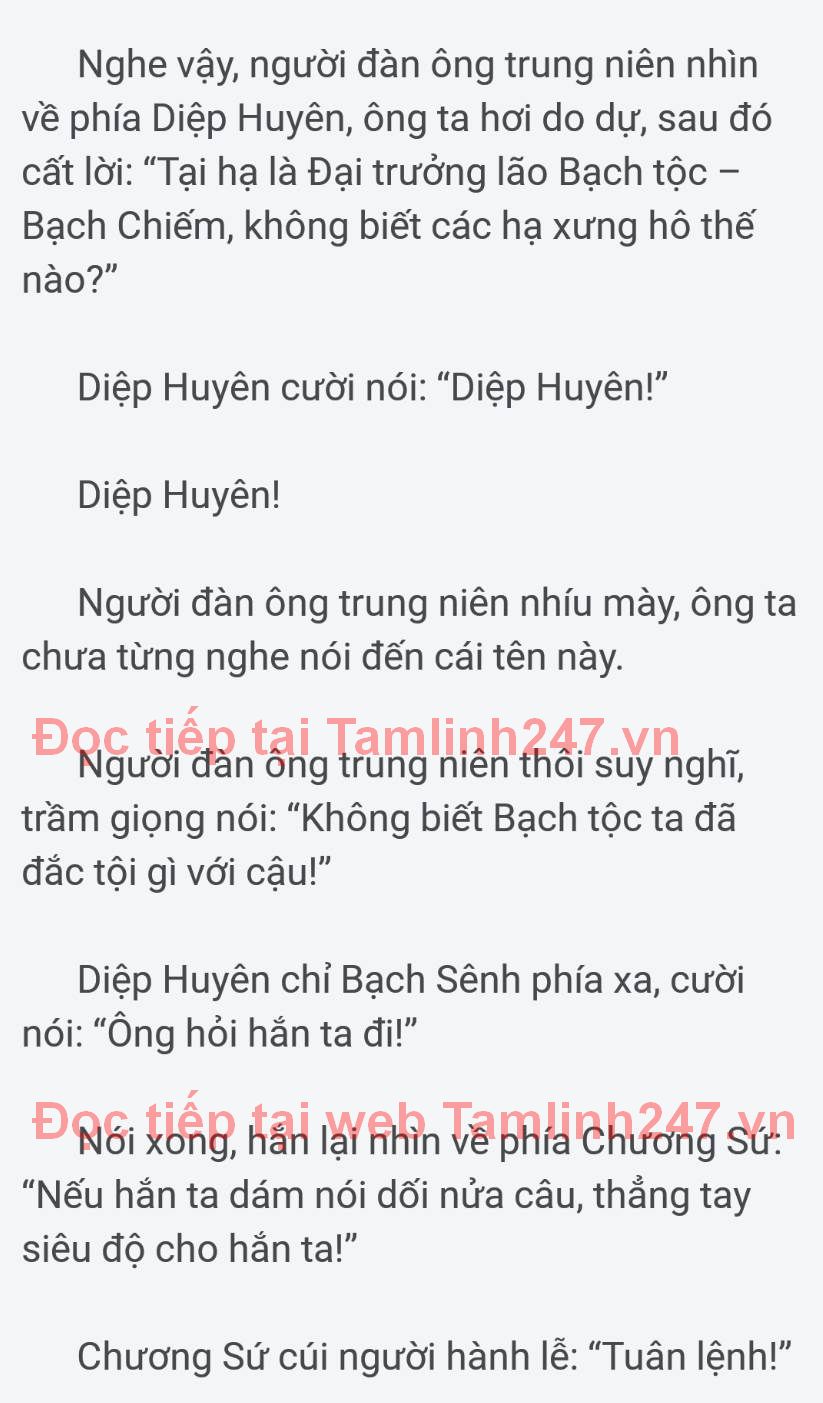 Nghe vậy, người đàn ông trung niên nhìn
về phía Diệp Huyên, ông ta hơi do dự, sau đó
cất lời: “Tại hạ là Đại trưởng lão Bạch tộc –
Bạch Chiếm, không biết các hạ xưng hô thế
nào?”
Diệp Huyên cười nói: “Diệp Huyên!”
Diệp Huyên!
Người đàn ông trung niên nhíu mày, ông ta
chưa từng nghe nói đến cái tên này.
Đọc tiếp tại Tamlinh247.vn
Người đàn ông trung niên thôi suy nghĩ,
trầm giọng nói: “Không biết Bạch tộc ta đã
đắc tội gì với cậu!”
Diệp Huyên chỉ Bạch Sênh phía xa, cười
nói: “Ông hỏi hắn ta đi!”
Đọc tiếp tại web Tamlinh247.vn
Nói xong, hắn lại nhìn về phía Chương Sứ:
“Nếu hắn ta dám nói dối nửa câu, thẳng tay
siêu độ cho hắn ta!”
Chương Sứ cúi người hành lễ: “Tuân lệnh!”